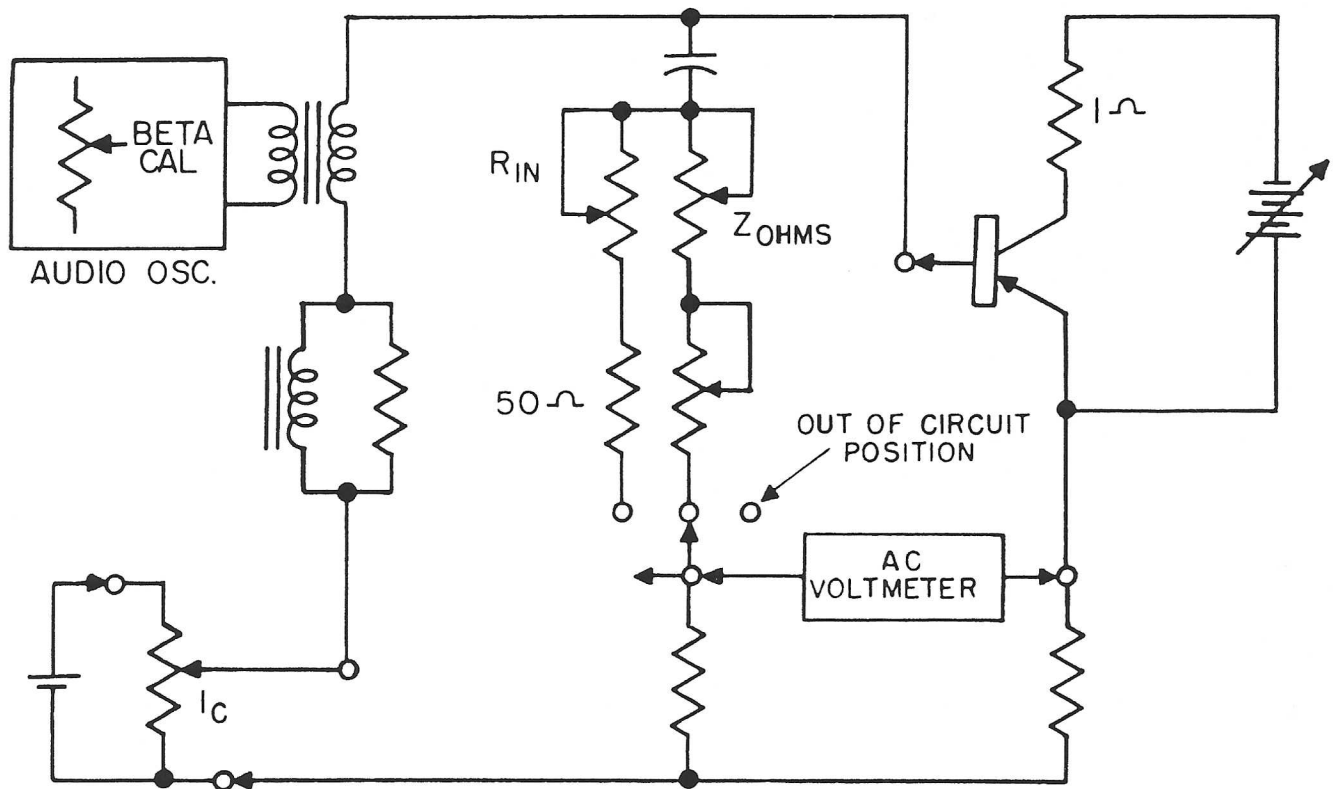 BETA
CAL
AUDIO OSC.
R IN
Z OHMS
1 Ω
50 Ω
OUT OF CIRCUIT
POSITION
AC
VOLTMETER
I C